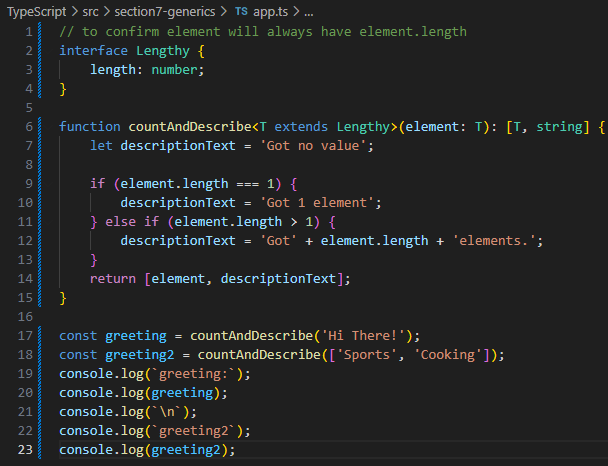 TypeScript > src > section7-generics > TS app.ts > ...
1 // to confirm element will always have element.length
2 interface Lengthy {
3     length: number;
4 }
5
6 function countAndDescribe<T extends Lengthy>(element: T): [T, string] {
7     let descriptionText = 'Got no value';
8
9     if (element.length === 1) {
10         descriptionText = 'Got 1 element';
11     } else if (element.length > 1) {
12         descriptionText = 'Got' + element.length + 'elements.';
13     }
14     return [element, descriptionText];
15 }
16
17 const greeting = countAndDescribe('Hi There!');
18 const greeting2 = countAndDescribe(['Sports', 'Cooking']);
19 console.log(`greeting:`);
20 console.log(greeting);
21 console.log(`\n`);
22 console.log(`greeting2`);
23 console.log(greeting2);